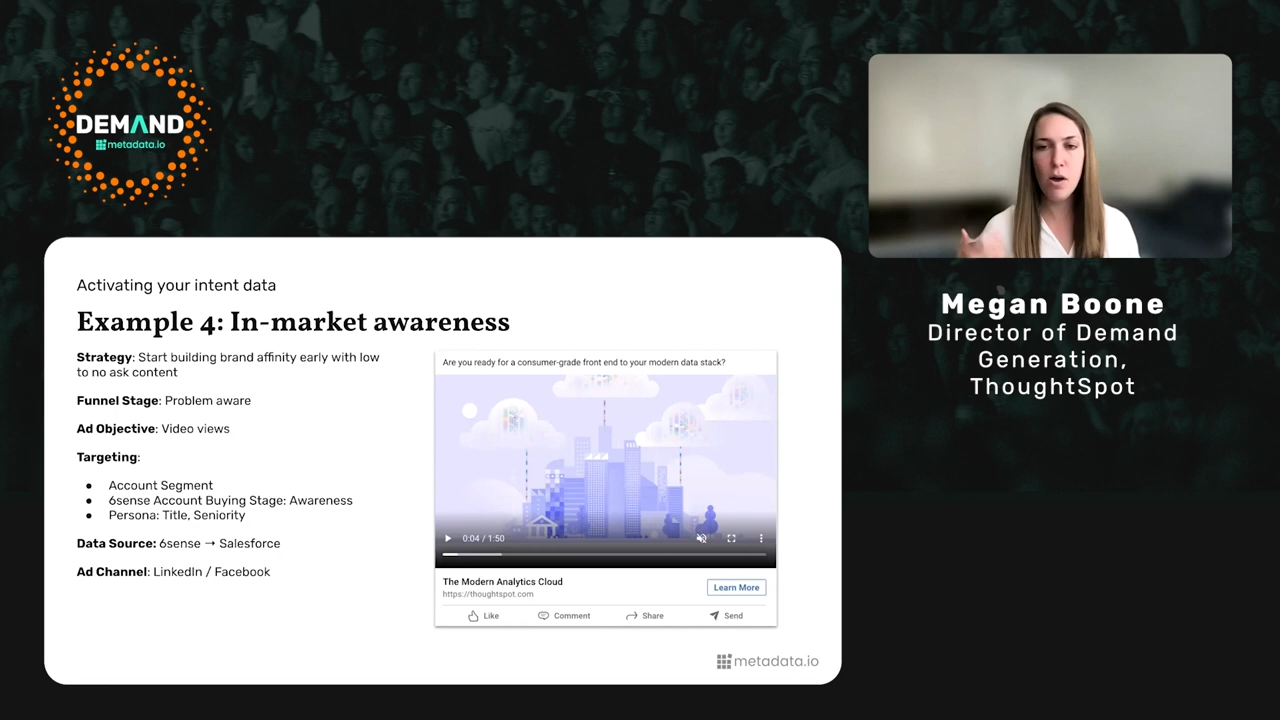 DEMAND
metadata.io
Activating your intent data
Example 4: In-market awareness
Strategy: Start building brand affinity early with low
to no ask content
Funnel Stage: Problem aware
Ad Objective: Video views
Targeting:
● Account Segment
● 6sense Account Buying Stage: Awareness
● Persona: Title, Seniority
Data Source: 6sense → Salesforce
Ad Channel: LinkedIn / Facebook
Are you ready for a consumer-grade front end to your modern data stack?
0:04 / 1:50
The Modern Analytics Cloud
https://thoughtspot.com
Learn More
Like Comment Share Send
metadata.io
Megan Boone
Director of Demand
Generation,
ThoughtSpot